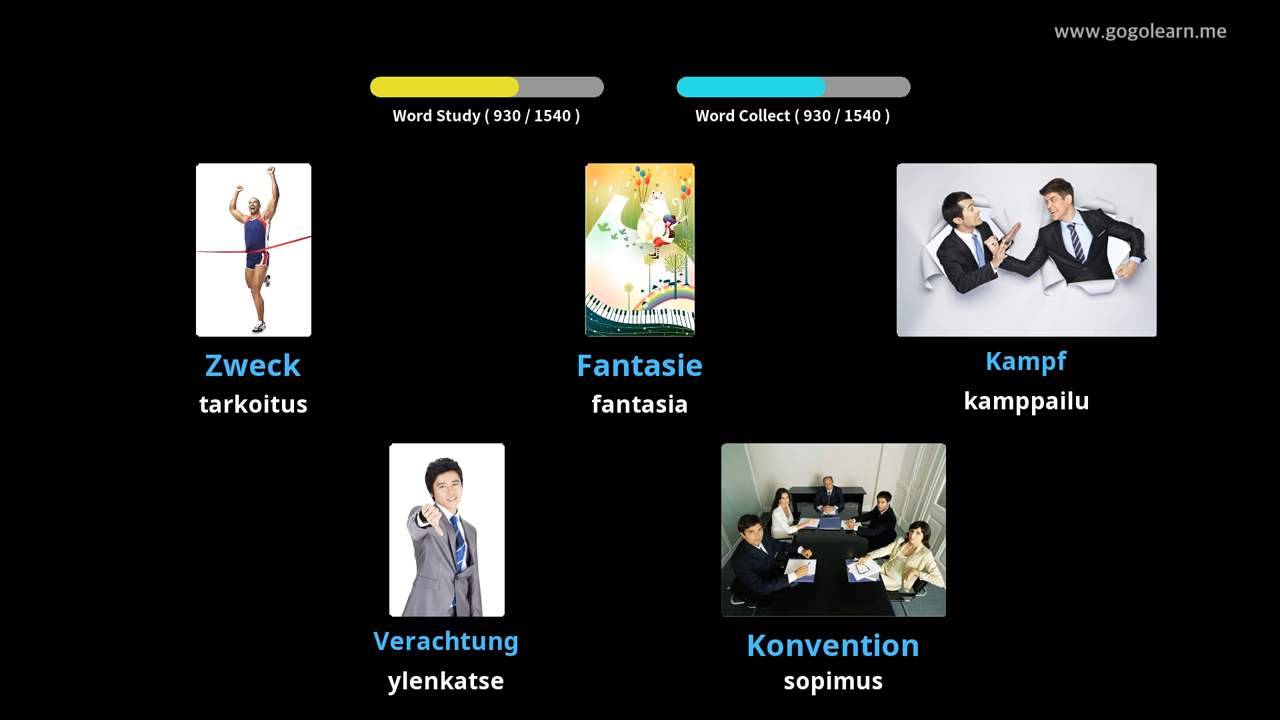 www.gogolearn.me
Word Study ( 930 / 1540 )
Word Collect ( 930 / 1540 )
Zweck
tarkoitus
Fantasie
fantasia
Kampf
kamppailu
Verachtung
ylenkatse
Konvention
sopimus